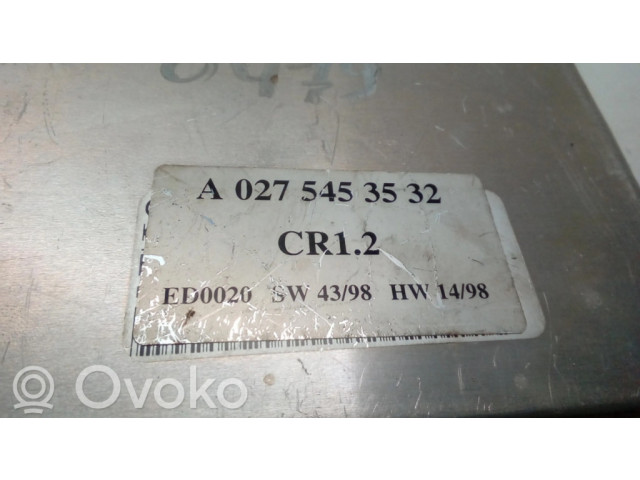 A 027 545 35 32
CR1.2
ED0020 SW 43/98 HW 14/98
Ovoko